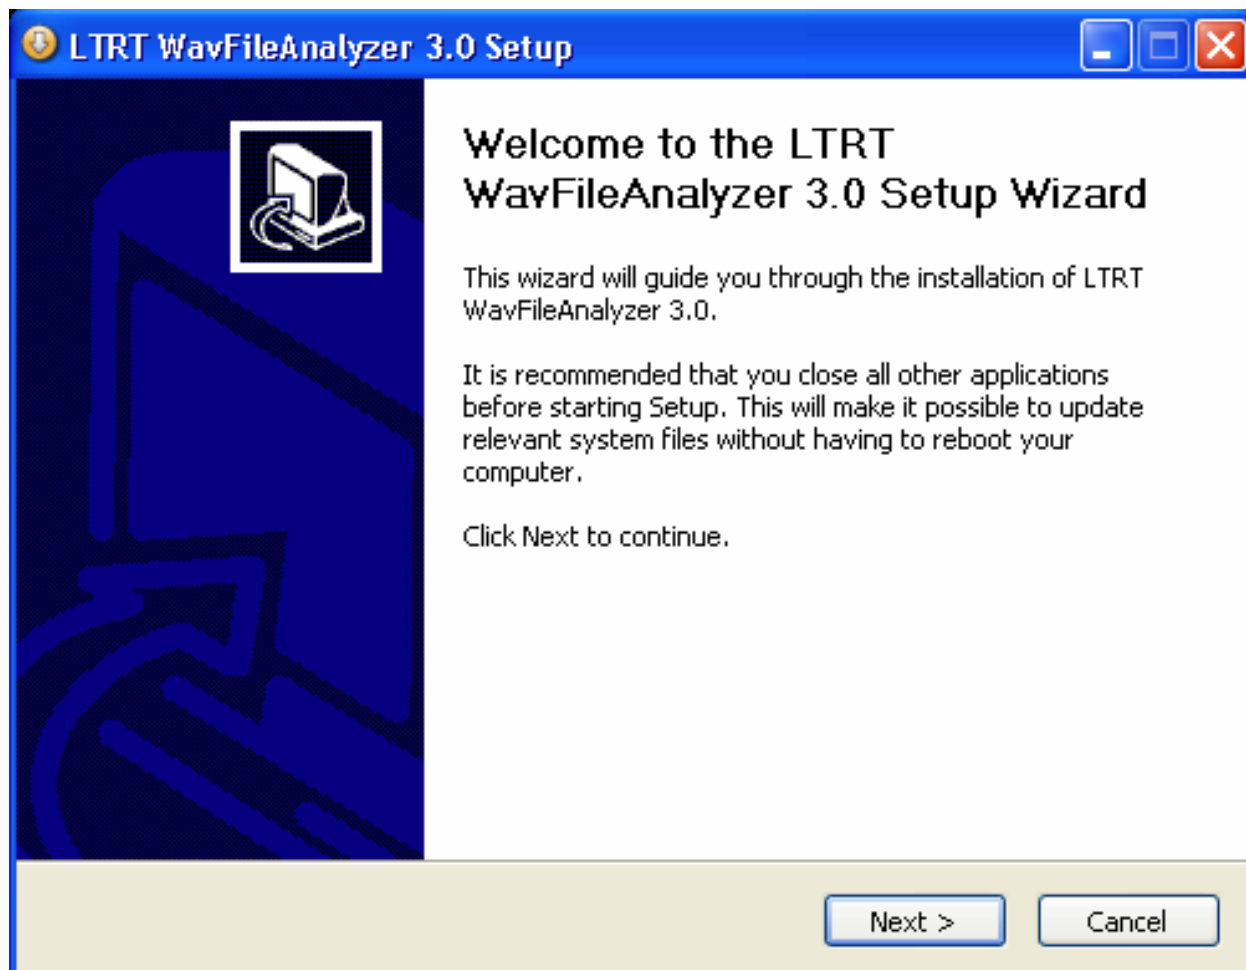 LTRT WavFileAnalyzer 3.0 Setup
Welcome to the LTRT
WavFileAnalyzer 3.0 Setup Wizard
This wizard will guide you through the installation of LTRT
WavFileAnalyzer 3.0.
It is recommended that you close all other applications
before starting Setup. This will make it possible to update
relevant system files without having to reboot your
computer.
Click Next to continue.
Next >
Cancel